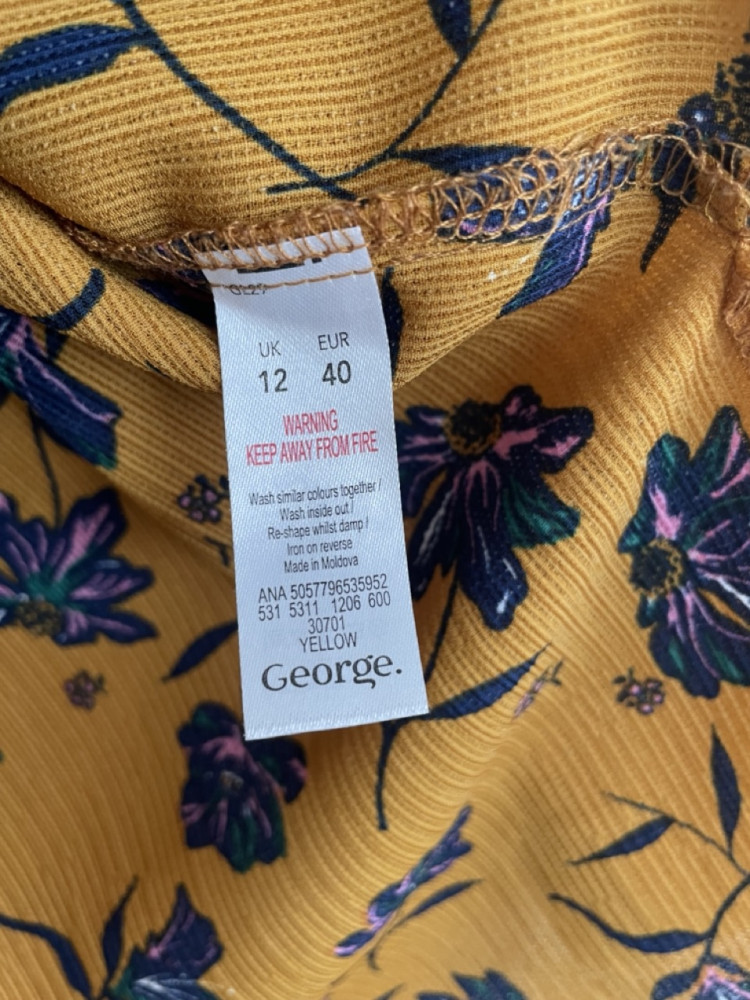 UK EUR
12 40
WARNING
KEEP AWAY FROM FIRE
Wash similar colours together /
Wash inside out /
Re-shape whilst damp /
Iron on reverse
Made in Moldova
ANA 5057796535952
531 5311 1206 600
30701
YELLOW
George.